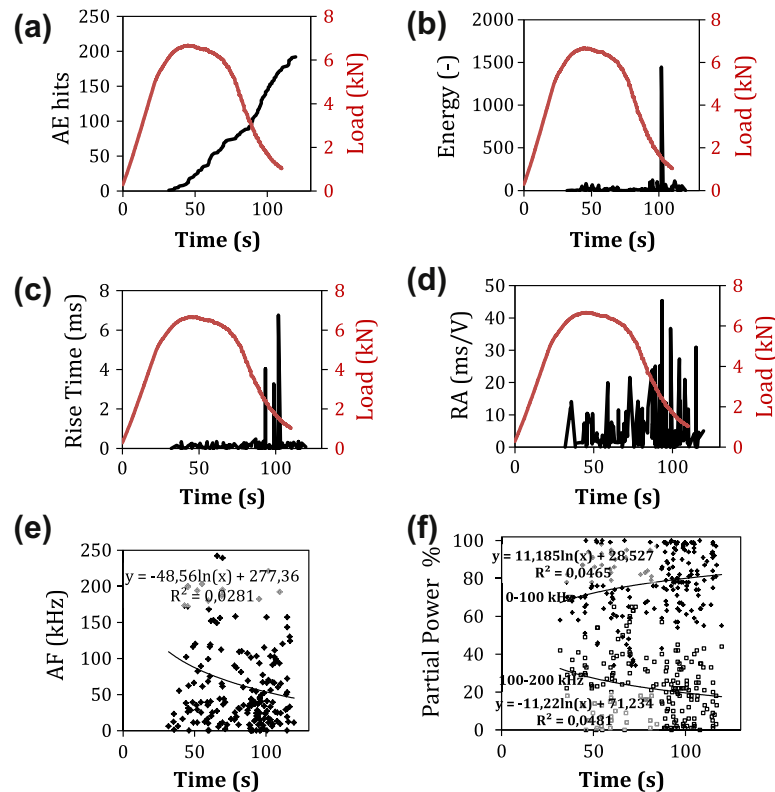 (a)
250
200
150
100
50
0
AE hits
8
6
4
2
0
Load (kN)
0
50
100
Time (s)
(b)
2000
1500
1000
500
0
Energy (-)
8
6
4
2
0
Load (kN)
0
50
100
Time (s)
(c)
8
6
4
2
0
Rise Time (ms)
8
6
4
2
0
Load (kN)
0
50
100
Time (s)
(d)
50
40
30
20
10
0
RA (ms/V)
8
6
4
2
0
Load (kN)
0
50
100
Time (s)
(e)
250
200
150
100
50
0
AF (kHz)
y = -48,56ln(x) + 277,36
R² = 0,0281
0
50
100
Time (s)
(f)
100
80
60
40
20
0
Partial Power %
y = 11,185ln(x) + 28,527
R² = 0,0465
0-100 kHz
100-200 kHz
y = -11,22ln(x) + 71,234
R² = 0,0481
0
50
100
Time (s)